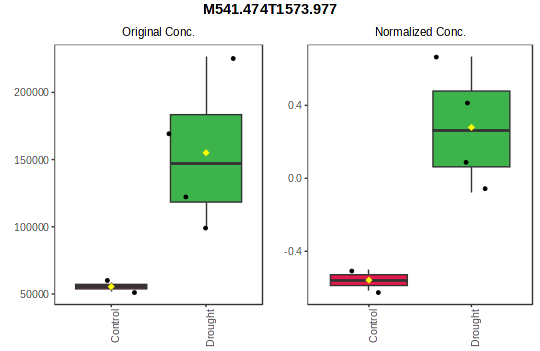 M541.474T1573.977
Original Conc.
Normalized Conc.
200000
150000
100000
50000
0.4
0.0
-0.4
Control
Drought
Control
Drought